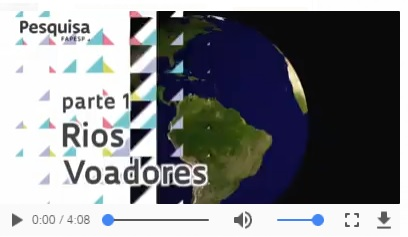 Pesquisa
FAPESP
parte 1
Rios
Voadores
0:00 / 4:08